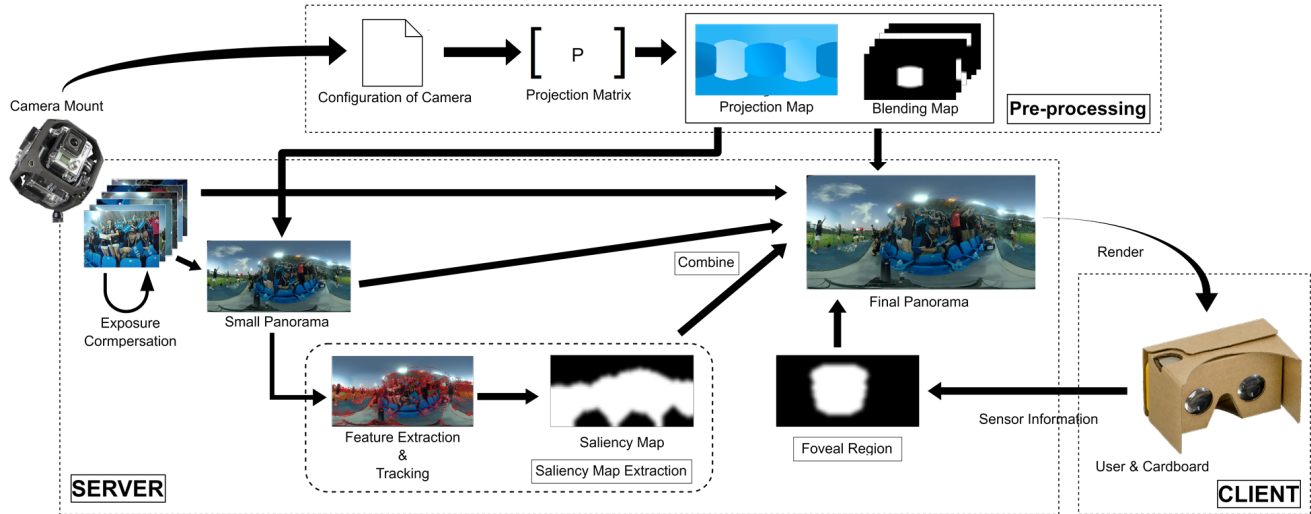 Camera Mount
Configuration of Camera
P
Projection Matrix
Projection Map
Blending Map
Pre-processing
Exposure
Cormpersation
Small Panorama
Combine
Final Panorama
Render
Feature Extraction
&
Tracking
Saliency Map
Saliency Map Extraction
Foveal Region
Sensor Information
User & Cardboard
SERVER
CLIENT